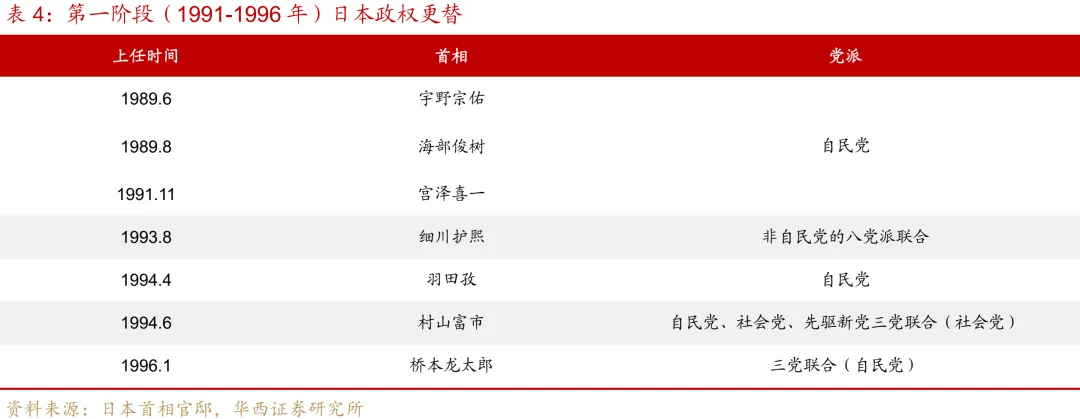 表 4：第一阶段（1991-1996 年）日本政权更替
上任时间 首相 党派
1989.6 宇野宗佑
1989.8 海部俊树 自民党
1991.11 宫泽喜一
1993.8 细川护熙 非自民党的八党派联合
1994.4 羽田孜 自民党
1994.6 村山富市 自民党、社会党、先驱新党三党联合（社会党）
1996.1 桥本龙太郎 三党联合（自民党）
资料来源：日本首相官邸，华西证券研究所